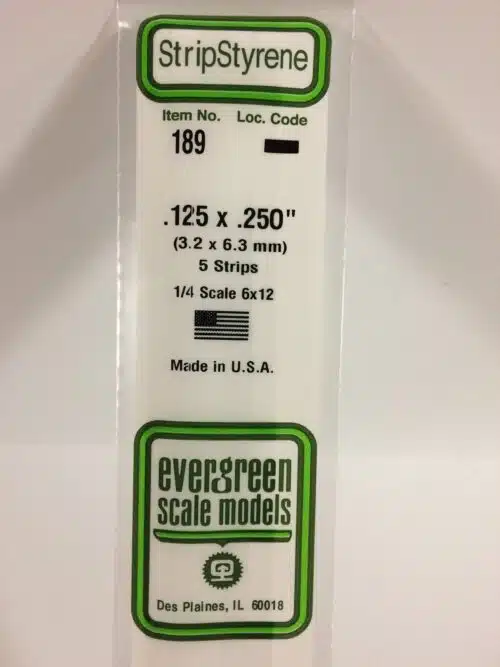 StripStyrene
Item No. Loc. Code
189
.125 x .250"
(3.2 x 6.3 mm)
5 Strips
1/4 Scale 6x12
Made in U.S.A.
evergreen
scale models
Des Plaines, IL 60018